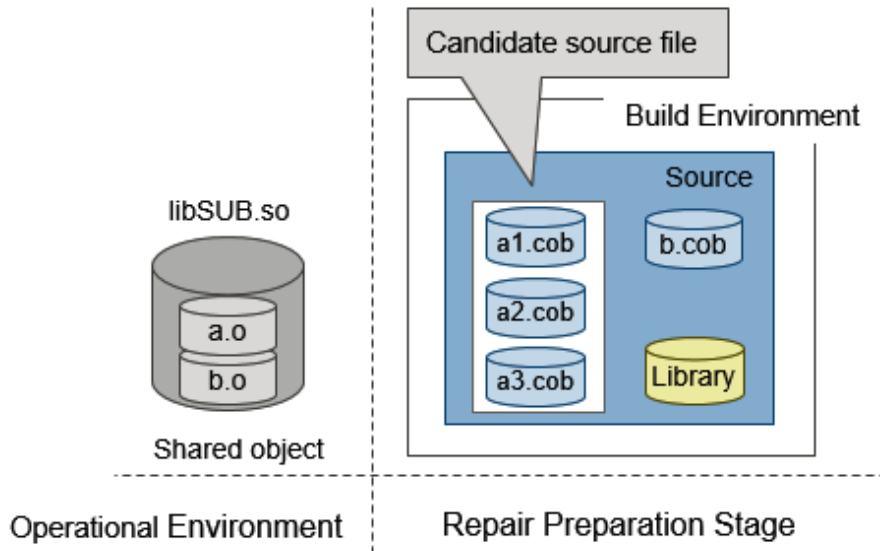 Candidate source file
Build Environment
Source
libSUB.so
a1.cob
b.cob
a.o
a2.cob
b.o
a3.cob
Library
Shared object
Operational Environment
Repair Preparation Stage